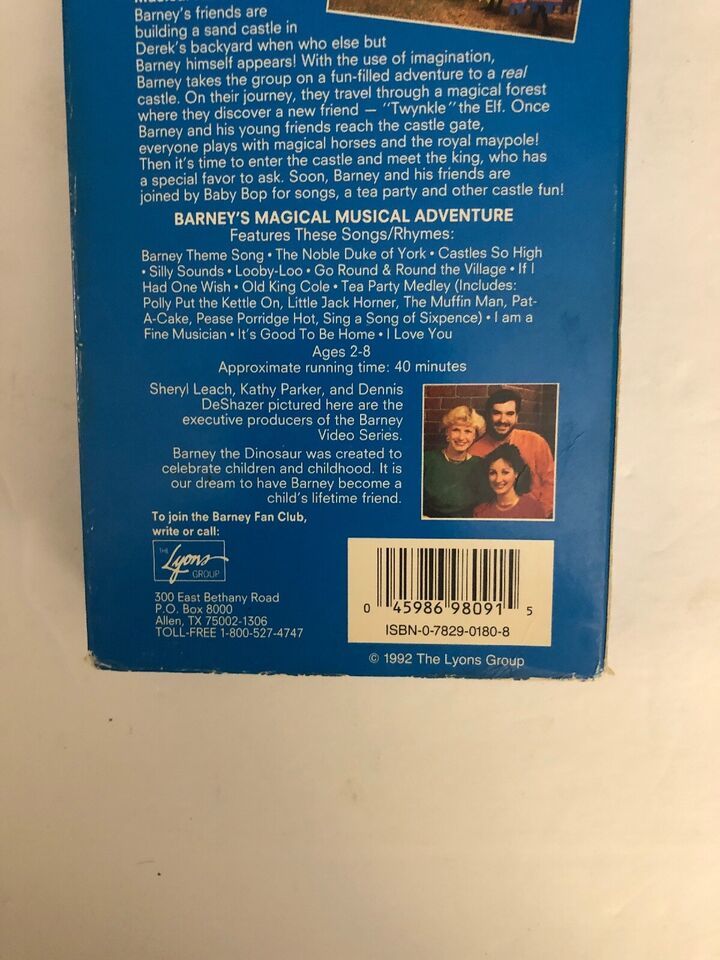 Barney's friends are
building a sand castle in
Derek's backyard when who else but
Barney himself appears! With the use of imagination,
Barney takes the group on a fun-filled adventure to a real
castle. On their journey, they travel through a magical forest
where they discover a new friend — "Twynkle" the Elf. Once
Barney and his young friends reach the castle gate,
everyone plays with magical horses and the royal maypole!
Then it's time to enter the castle and meet the king, who has
a special favor to ask. Soon, Barney and his friends are
joined by Baby Bop for songs, a tea party and other castle fun!
BARNEY'S MAGICAL MUSICAL ADVENTURE
Features These Songs/Rhymes:
Barney Theme Song • The Noble Duke of York • Castles So High
• Silly Sounds • Looby-Loo • Go Round & Round the Village • If I
Had One Wish • Old King Cole • Tea Party Medley (Includes:
Polly Put the Kettle On, Little Jack Horner, The Muffin Man, Pat-
A-Cake, Pease Porridge Hot, Sing a Song of Sixpence) • I am a
Fine Musician • It's Good To Be Home • I Love You
Ages 2-8
Approximate running time: 40 minutes
Sheryl Leach, Kathy Parker, and Dennis
DeShazer pictured here are the
executive producers of the Barney
Video Series.
Barney the Dinosaur was created to
celebrate children and childhood. It is
our dream to have Barney become a
child's lifetime friend.
To join the Barney Fan Club,
write or call:
THE
Lyons
GROUP
300 East Bethany Road
P.O. Box 8000
Allen, TX 75002-1306
TOLL-FREE 1-800-527-4747
0 45986 98091 5
ISBN-0-7829-0180-8
© 1992 The Lyons Group